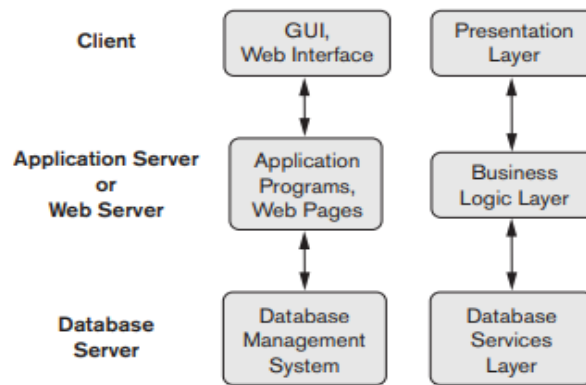 Client
GUI,
Web Interface
Presentation
Layer
Application Server
or
Web Server
Application
Programs,
Web Pages
Business
Logic Layer
Database
Server
Database
Management
System
Database
Services
Layer